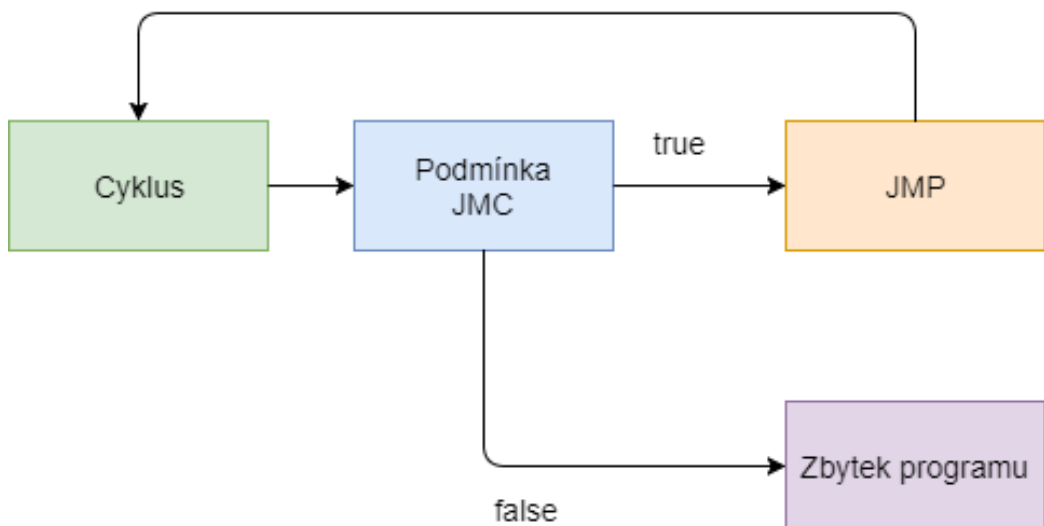 Cyklus
Podmínka
JMC
true
JMP
false
Zbytek programu